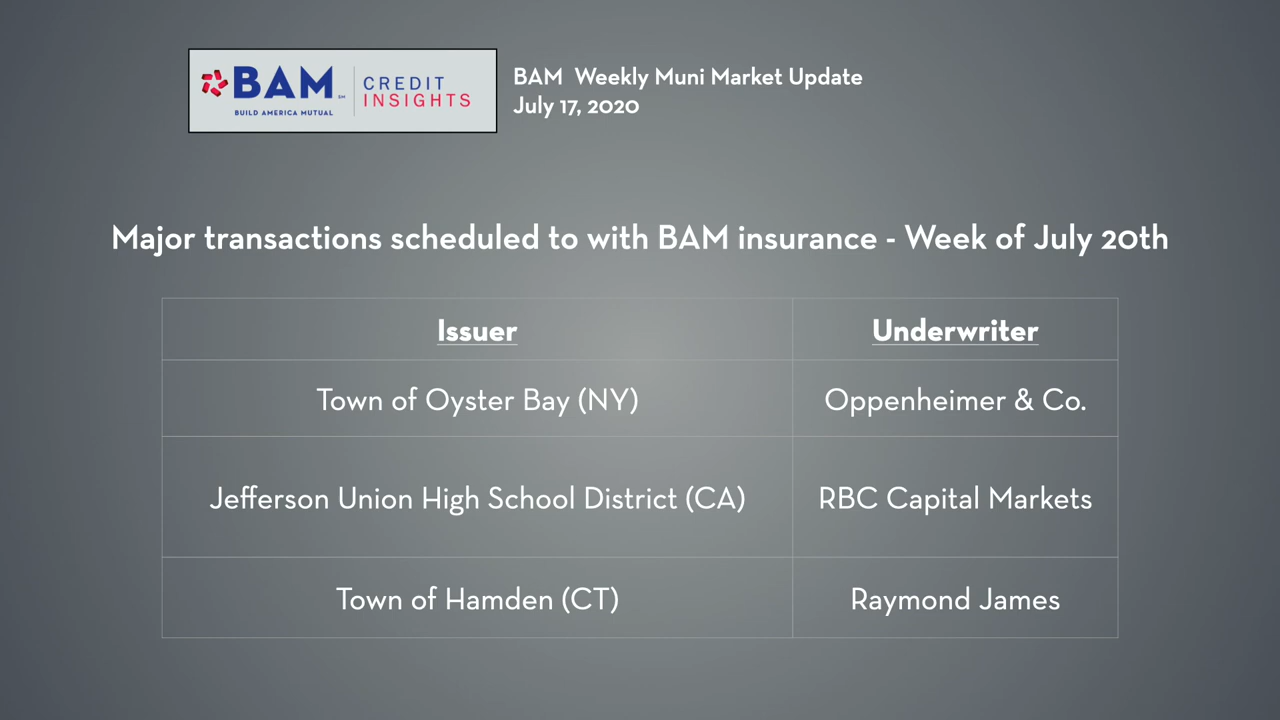 BAM SM
BUILD AMERICA MUTUAL
CREDIT
INSIGHTS
BAM Weekly Muni Market Update
July 17, 2020
Major transactions scheduled to with BAM insurance - Week of July 20th
Issuer Underwriter
Town of Oyster Bay (NY) Oppenheimer & Co.
Jefferson Union High School District (CA) RBC Capital Markets
Town of Hamden (CT) Raymond James